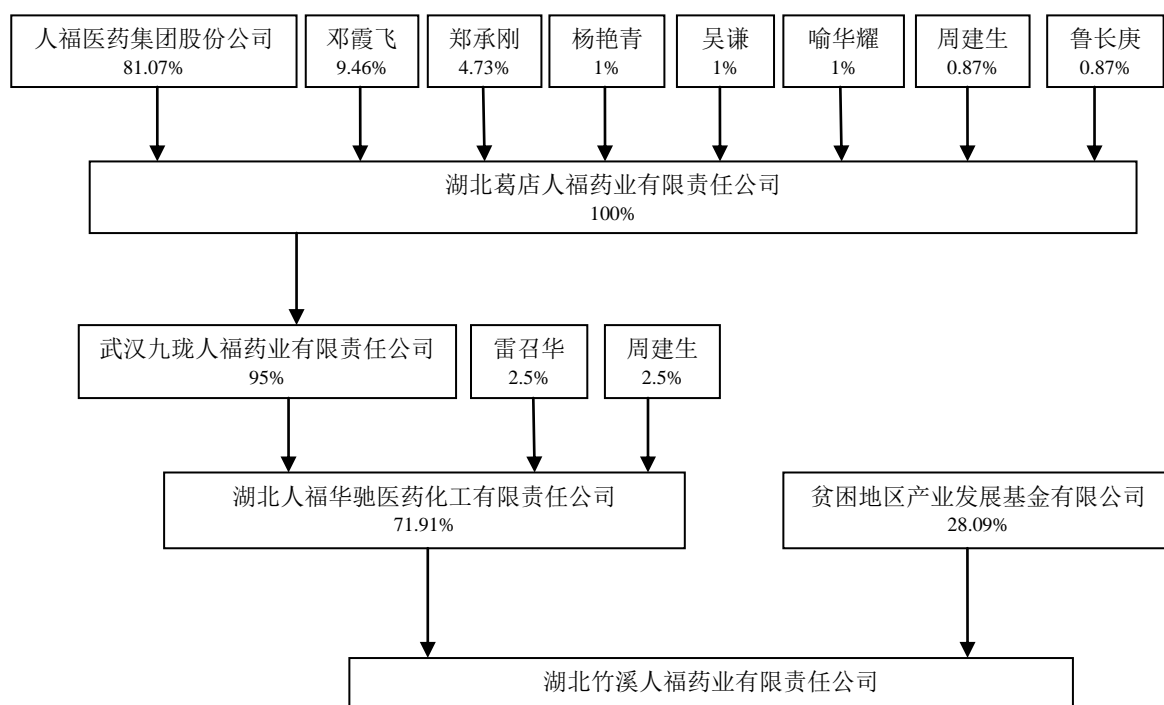 人福医药集团股份公司
81.07%
邓霞飞
9.46%
郑承刚
4.73%
杨艳青
1%
吴谦
1%
喻华耀
1%
周建生
0.87%
鲁长庚
0.87%
湖北葛店人福药业有限责任公司
100%
武汉九珑人福药业有限责任公司
95%
雷召华
2.5%
周建生
2.5%
湖北人福华驰医药化工有限责任公司
71.91%
贫困地区产业发展基金有限公司
28.09%
湖北竹溪人福药业有限责任公司